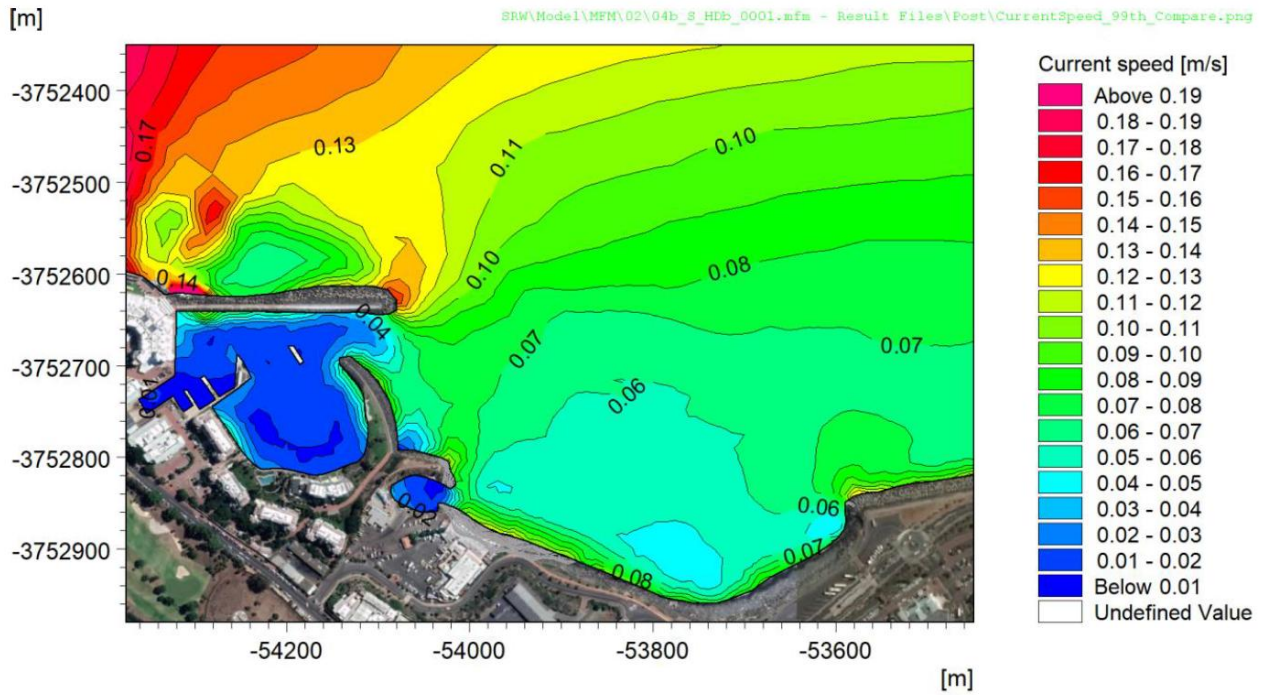 [m]
SRW\Model\MFM\02\04b_S_HDb_0001.mfm - Result Files\Post\CurrentSpeed_99th_Compare.png
Current speed [m/s]
Above 0.19
0.18 - 0.19
0.17 - 0.18
0.16 - 0.17
0.15 - 0.16
0.14 - 0.15
0.13 - 0.14
0.12 - 0.13
0.11 - 0.12
0.10 - 0.11
0.09 - 0.10
0.08 - 0.09
0.07 - 0.08
0.06 - 0.07
0.05 - 0.06
0.04 - 0.05
0.03 - 0.04
0.02 - 0.03
0.01 - 0.02
Below 0.01
Undefined Value
-3752400
-3752500
-3752600
-3752700
-3752800
-3752900
0.17
0.13
0.11
0.10
0.10
0.08
0.14
0.04
0.07
0.07
0.06
0.01
0.02
0.06
0.07
0.08
-54200
-54000
-53800
-53600
[m]